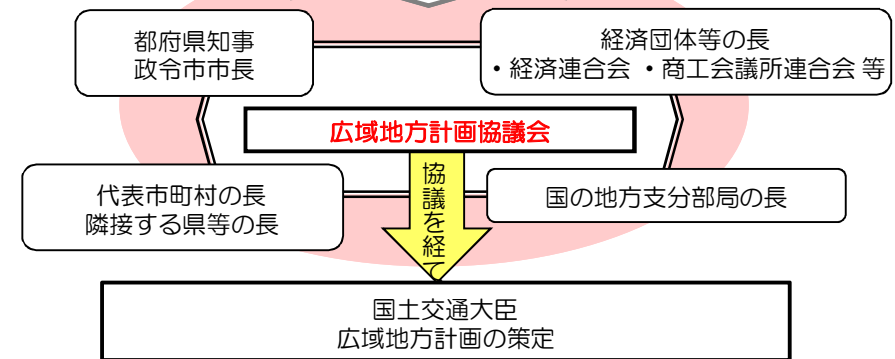 都府県知事
政令市市長
経済団体等の長
・経済連合会 ・商工会議所連合会 等
広域地方計画協議会
協議を経て
代表市町村の長
隣接する県等の長
国の地方支分部局の長
国土交通大臣
広域地方計画の策定